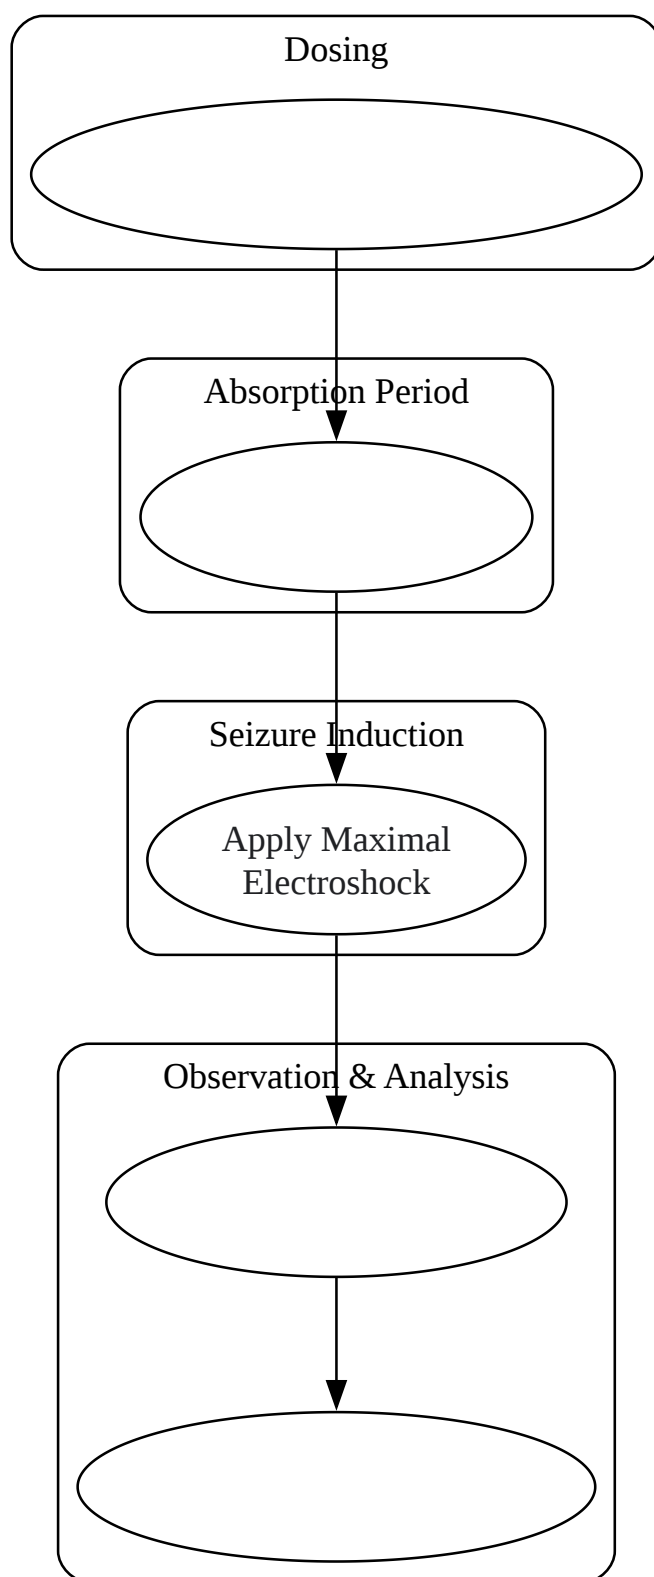 Dosing
Absorption Period
Seizure Induction
Apply Maximal
Electroshock
Observation & Analysis